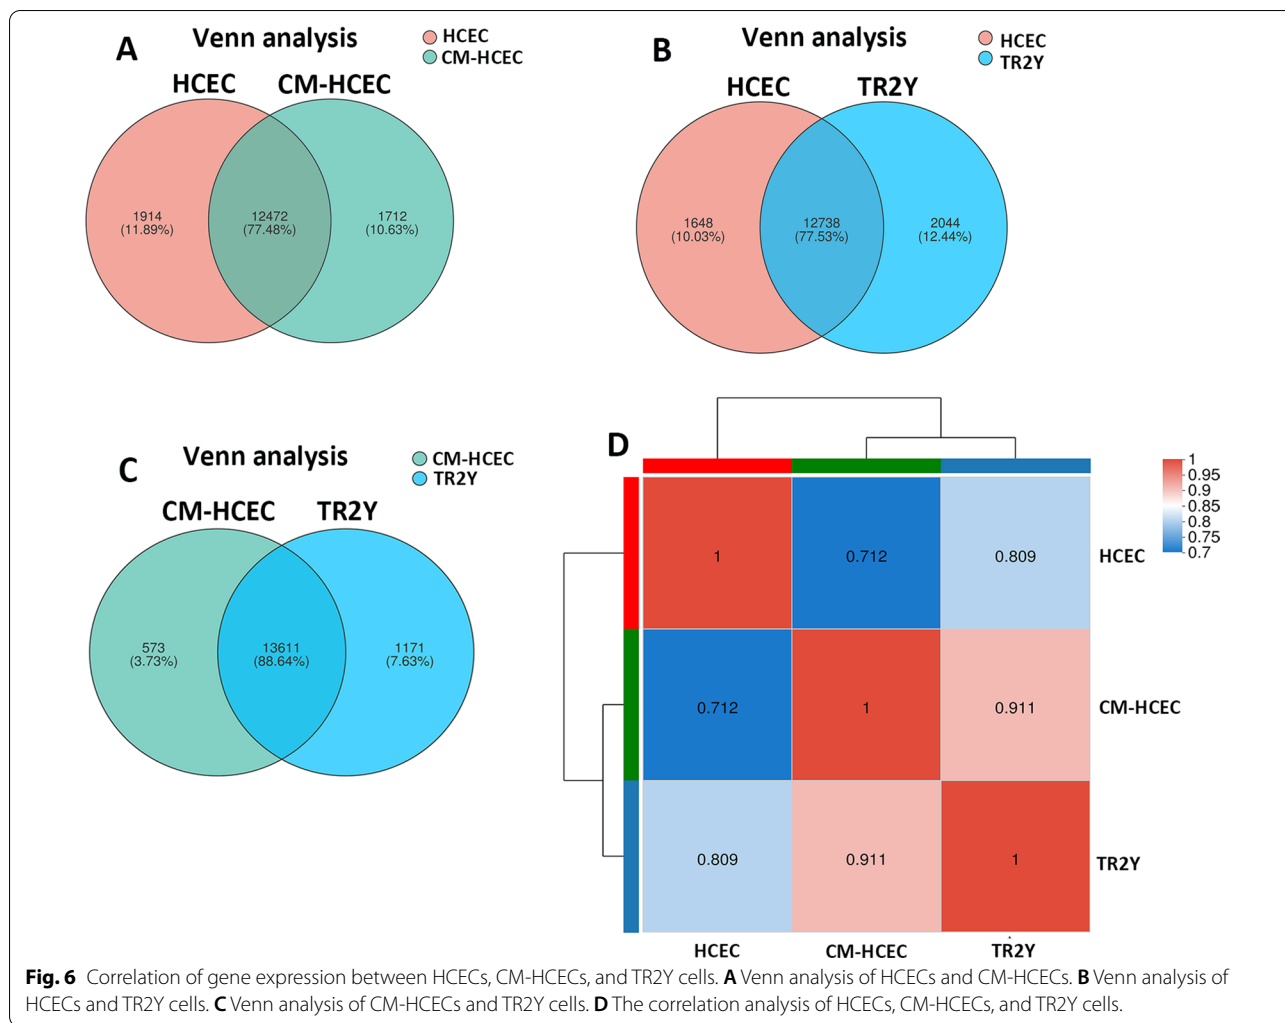 A
Venn analysis
HCEC
CM-HCEC
HCEC
CM-HCEC
1914
(11.89%)
12472
(77.48%)
1712
(10.63%)
B
Venn analysis
HCEC
TR2Y
HCEC
TR2Y
1648
(10.03%)
12738
(77.53%)
2044
(12.44%)
C
Venn analysis
CM-HCEC
TR2Y
CM-HCEC
TR2Y
573
(3.73%)
13611
(88.64%)
1171
(7.63%)
D
1
0.95
0.9
0.85
0.8
0.75
0.7
1 0.712 0.809 HCEC
0.712 1 0.911 CM-HCEC
0.809 0.911 1 TR2Y
HCEC CM-HCEC TR2Y
Fig. 6 Correlation of gene expression between HCECs, CM-HCECs, and TR2Y cells. A Venn analysis of HCECs and CM-HCECs. B Venn analysis of
HCECs and TR2Y cells. C Venn analysis of CM-HCECs and TR2Y cells. D The correlation analysis of HCECs, CM-HCECs, and TR2Y cells.